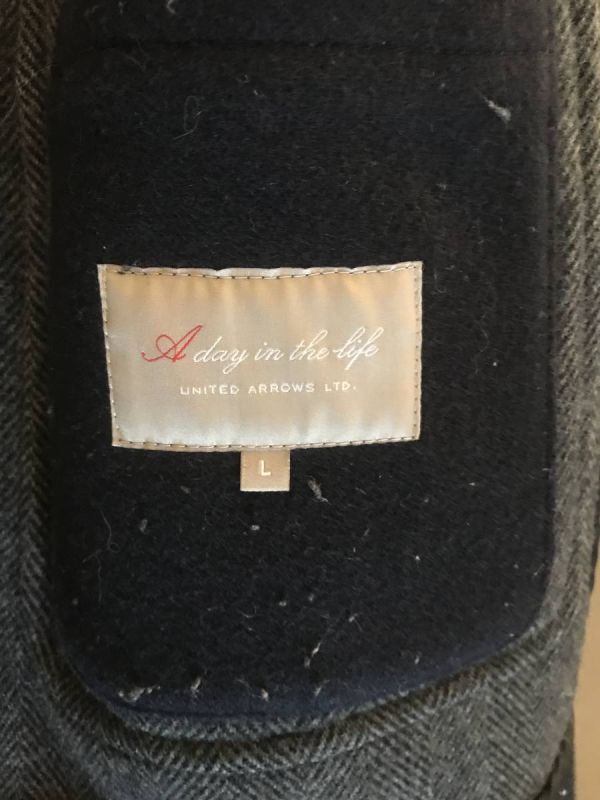 A day in the life
UNITED ARROWS LTD.
L